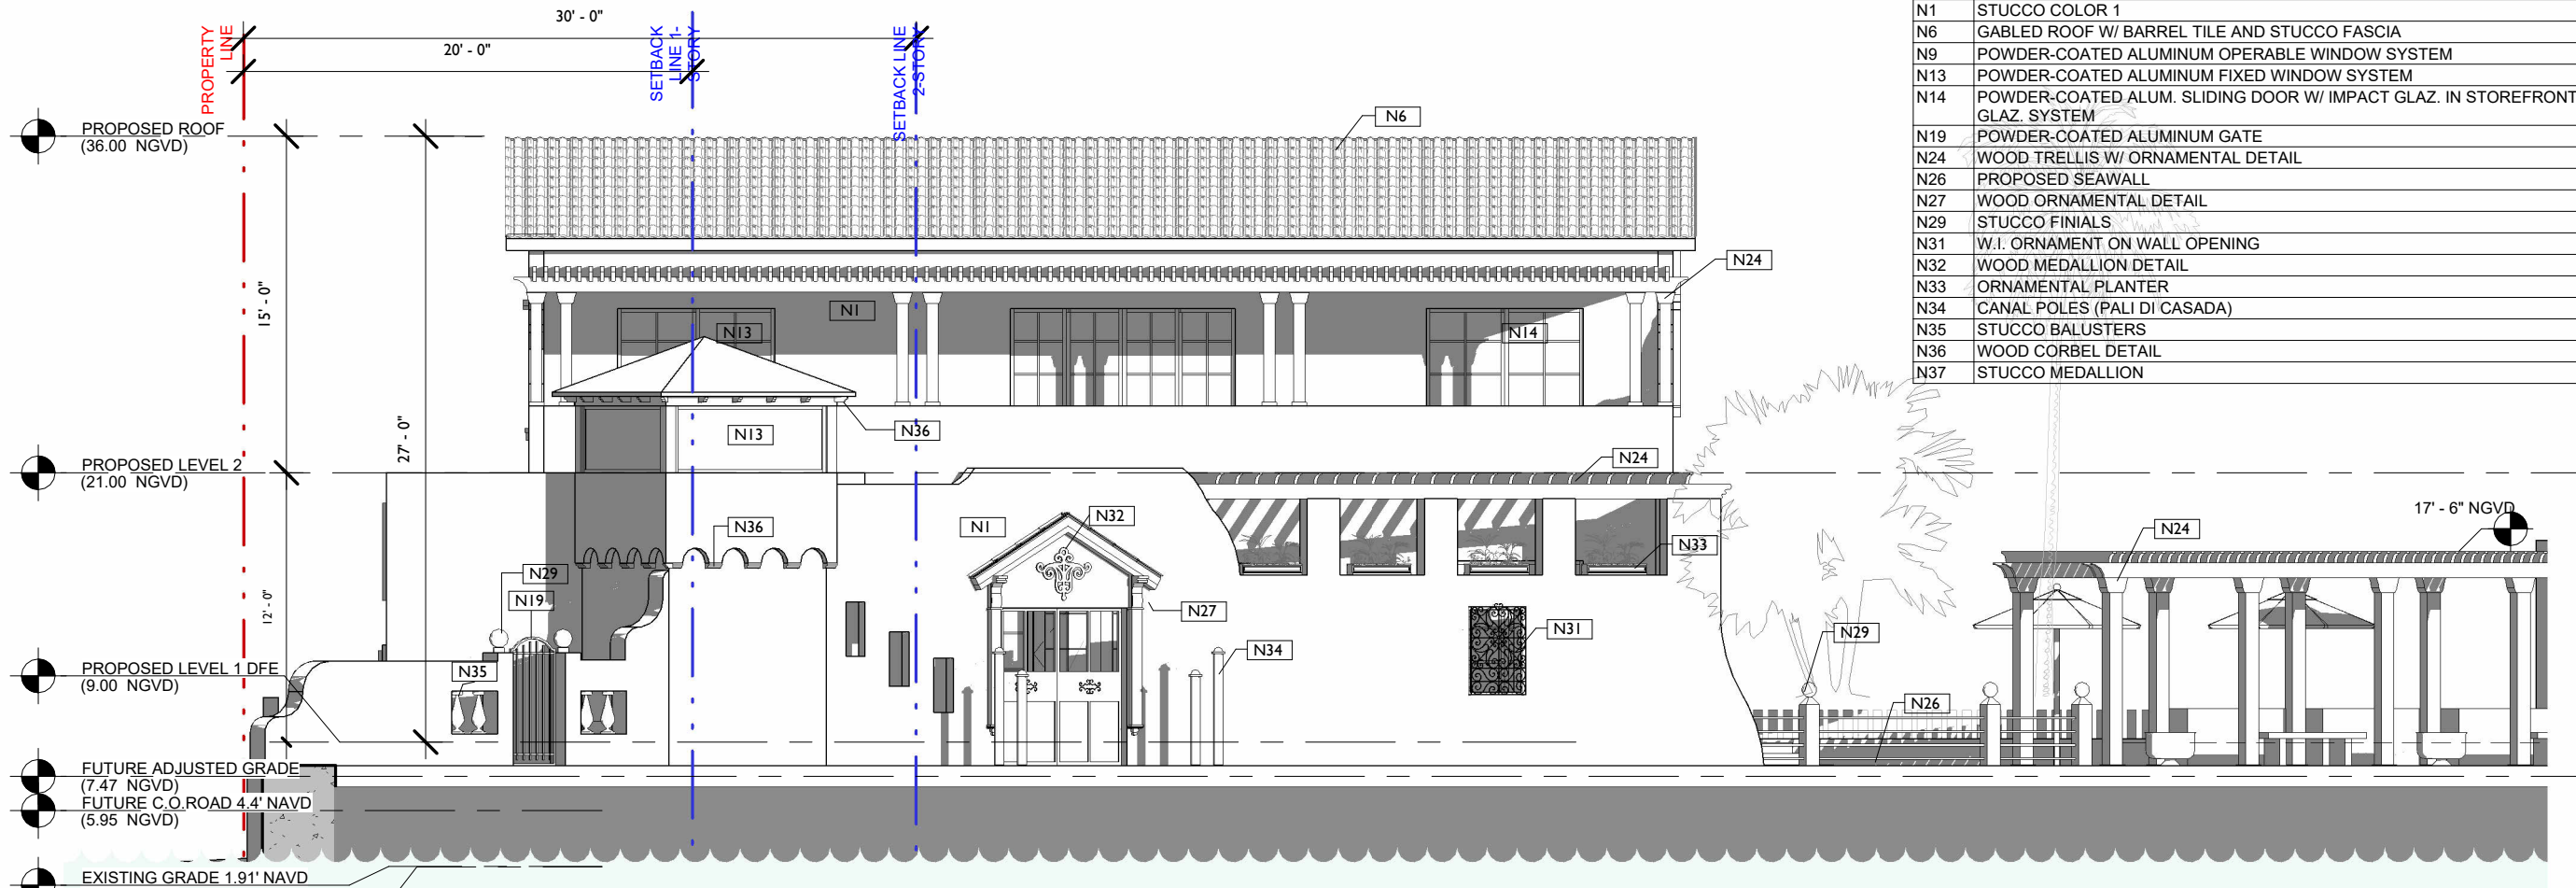 30' - 0"
20' - 0"
PROPERTY
LINE
SETBACK
LINE 1-
STORY
SETBACK LINE
2-STORY
N1 STUCCO COLOR 1
N6 GABLED ROOF W/ BARREL TILE AND STUCCO FASCIA
N9 POWDER-COATED ALUMINUM OPERABLE WINDOW SYSTEM
N13 POWDER-COATED ALUMINUM FIXED WINDOW SYSTEM
N14 POWDER-COATED ALUM. SLIDING DOOR W/ IMPACT GLAZ. IN STOREFRONT
GLAZ. SYSTEM
N19 POWDER-COATED ALUMINUM GATE
N24 WOOD TRELLIS W/ ORNAMENTAL DETAIL
N26 PROPOSED SEAWALL
N27 WOOD ORNAMENTAL DETAIL
N29 STUCCO FINIALS
N31 W.I. ORNAMENT ON WALL OPENING
N32 WOOD MEDALLION DETAIL
N33 ORNAMENTAL PLANTER
N34 CANAL POLES (PALI DI CASADA)
N35 STUCCO BALUSTERS
N36 WOOD CORBEL DETAIL
N37 STUCCO MEDALLION
PROPOSED ROOF
(36.00 NGVD)
N6
N24
N1
N13
N14
15' - 0"
27' - 0"
N13
N36
PROPOSED LEVEL 2
(21.00 NGVD)
N24
17' - 6" NGVD
N24
N36
N1
N32
N33
N29
N19
12' - 0"
N27
N31
N29
N34
PROPOSED LEVEL 1 DFE
(9.00 NGVD)
N35
N26
FUTURE ADJUSTED GRADE
(7.47 NGVD)
FUTURE C.O.ROAD 4.4' NAVD
(5.95 NGVD)
EXISTING GRADE 1.91' NAVD